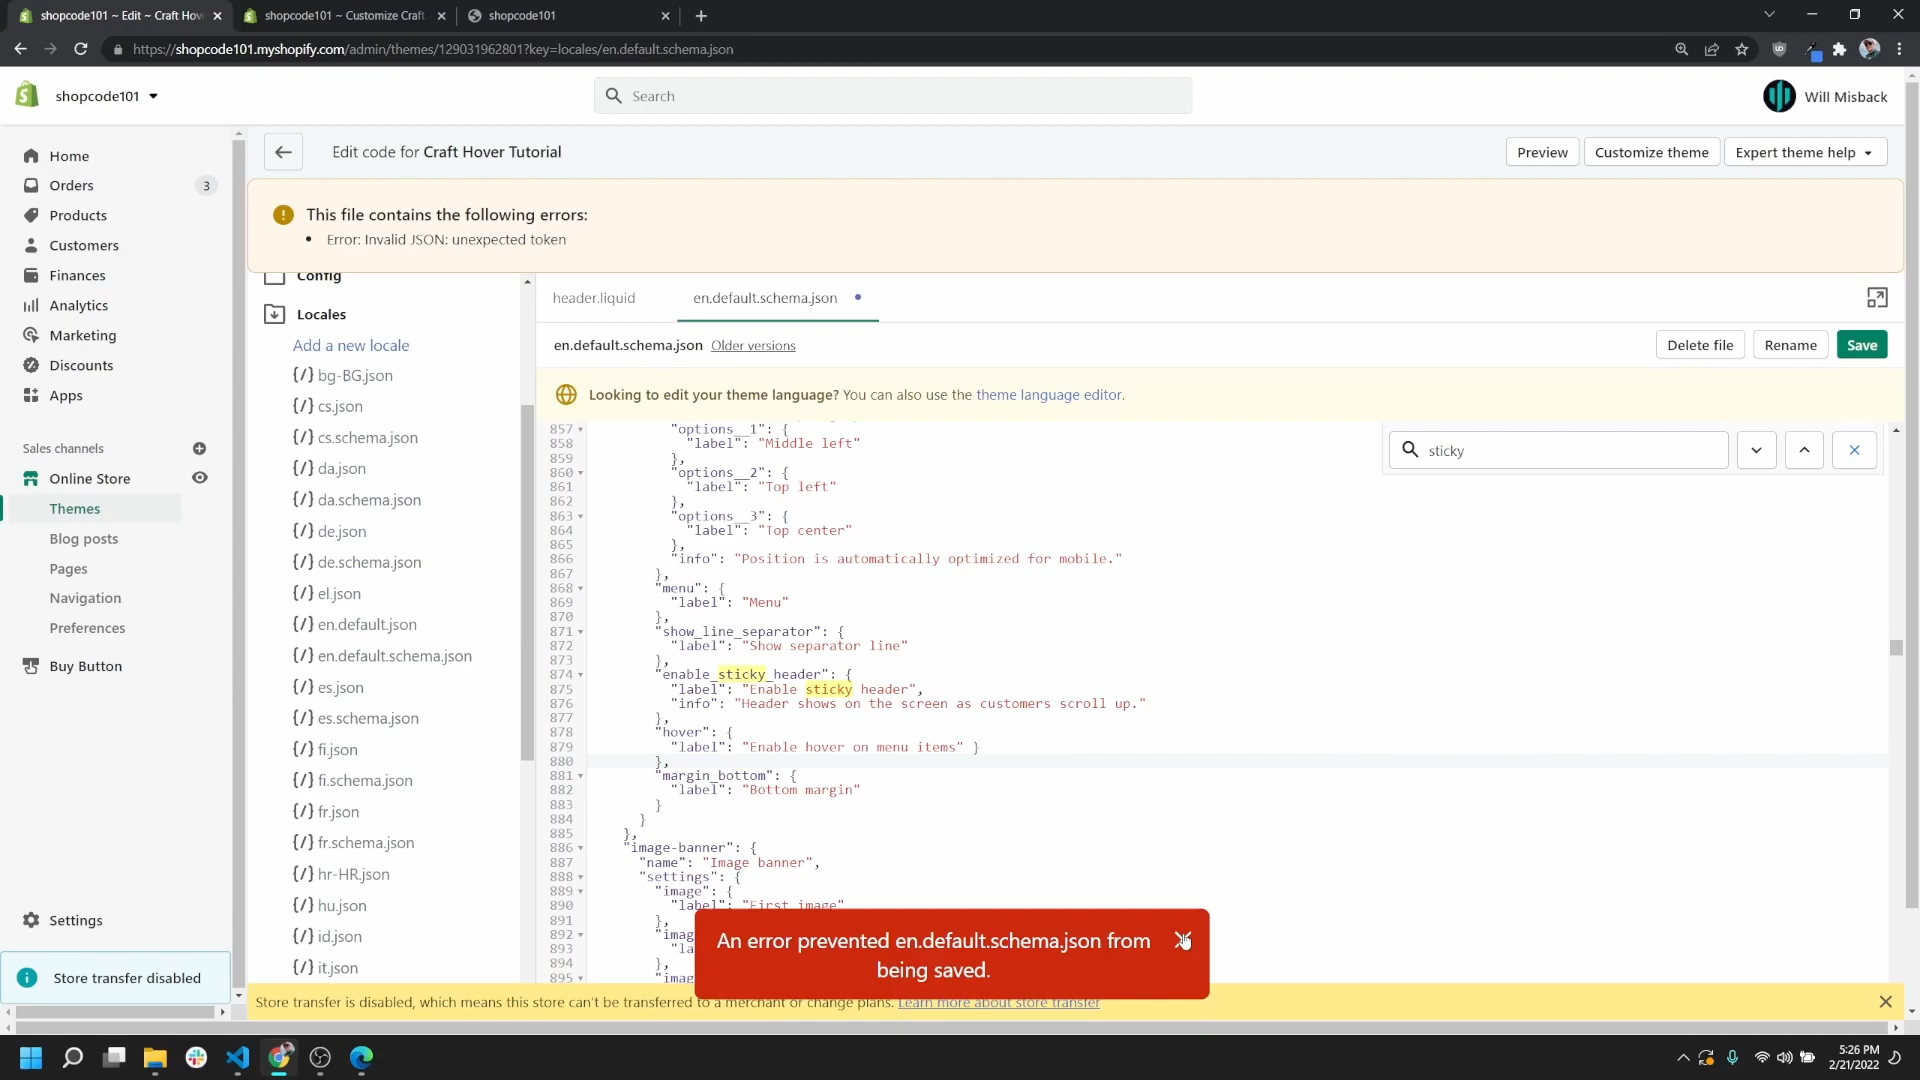 shopcode101 ~ Edit ~ Craft Hov
shopcode101 ~ Customize Craft
shopcode101
https://shopcode101.myshopify.com/admin/themes/129031962801?key=locales/en.default.schema.json
shopcode101
Search
Will Misback
Home
Orders
3
Products
Customers
Finances
Analytics
Marketing
Discounts
Apps
Sales channels
Online Store
Themes
Blog posts
Pages
Navigation
Preferences
Buy Button
Settings
Store transfer disabled
Edit code for Craft Hover Tutorial
Preview
Customize theme
Expert theme help
This file contains the following errors:
• Error: Invalid JSON: unexpected token
Config
Locales
Add a new locale
{/} bg-BG.json
{/} cs.json
{/} cs.schema.json
{/} da.json
{/} da.schema.json
{/} de.json
{/} de.schema.json
{/} el.json
{/} en.default.json
{/} en.default.schema.json
{/} es.json
{/} es.schema.json
{/} fi.json
{/} fi.schema.json
{/} fr.json
{/} fr.schema.json
{/} hr-HR.json
{/} hu.json
{/} id.json
{/} it.json
header.liquid
en.default.schema.json
en.default.schema.json Older versions
Delete file
Rename
Save
Looking to edit your theme language? You can also use the theme language editor.
sticky
857 "options__1": {
858 "label": "Middle left"
859 },
860 "options__2": {
861 "label": "Top left"
862 },
863 "options__3": {
864 "label": "Top center"
865 },
866 "info": "Position is automatically optimized for mobile."
867 },
868 "menu": {
869 "label": "Menu"
870 },
871 "show_line_separator": {
872 "label": "Show separator line"
873 },
874 "enable_sticky_header": {
875 "label": "Enable sticky header",
876 "info": "Header shows on the screen as customers scroll up."
877 },
878 "hover": {
879 "label": "Enable hover on menu items" }
880 },
881 "margin_bottom": {
882 "label": "Bottom margin"
883 }
884 }
885 },
886 "image-banner": {
887 "name": "Image banner",
888 "settings": {
889 "image": {
890 "label": "First image"
891 },
892 "imag
893 "la
894 },
895 "imag
An error prevented en.default.schema.json from
being saved.
Store transfer is disabled, which means this store can't be transferred to a merchant or change plans. Learn more about store transfer
5:26 PM
2/21/2022